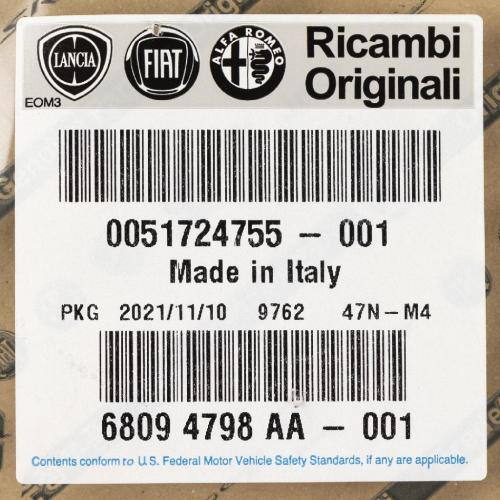 LANCIA FIAT ALFA ROMEO Ricambi
Originali
EOM3
0051724755 - 001
Made in Italy
PKG 2021/11/10 9762 47N-M4
6809 4798 AA - 001
Contents conform to U.S. Federal Motor Vehicle Safety Standards, if any are applicable.